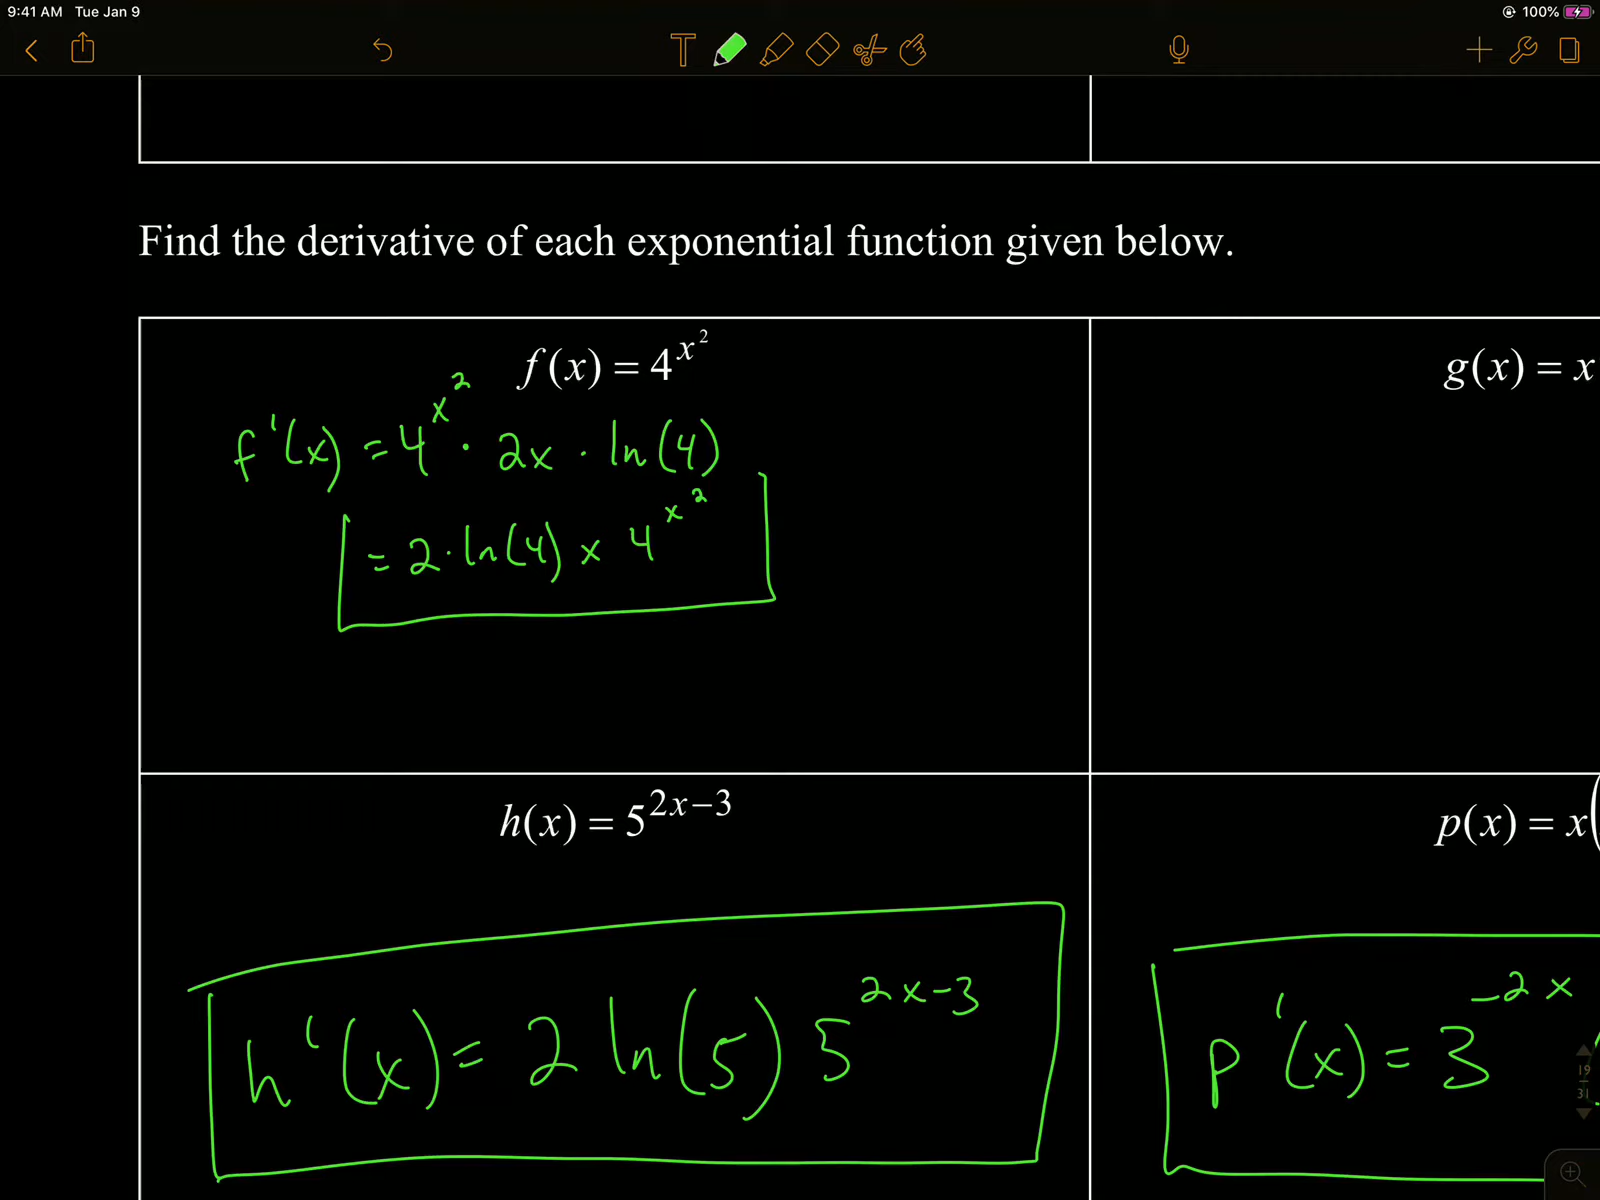 9:41 AM Tue Jan 9
100%
Find the derivative of each exponential function given below.
f(x) = 4^{x^2}
g(x) = x
f'(x) = 4^{x^2} · 2x · ln(4)
= 2 · ln(4) x 4^{x^2}
h(x) = 5^{2x−3}
p(x) = x(
h'(x) = 2 ln(5) 5^{2x−3}
p'(x) = 3^{−2x}
19
31